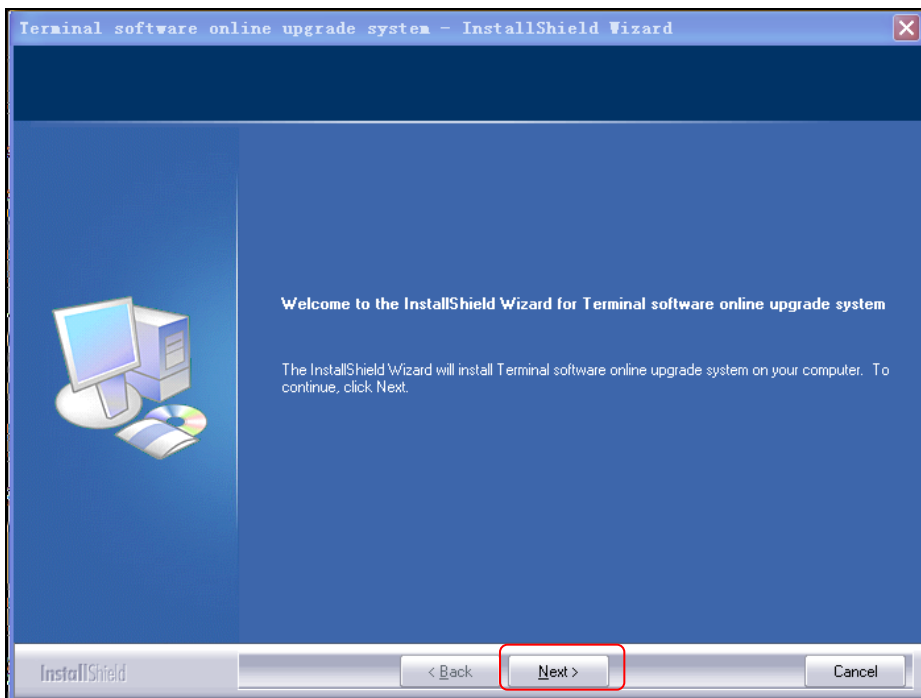 Terminal software online upgrade system - InstallShield Wizard
Welcome to the InstallShield Wizard for Terminal software online upgrade system
The InstallShield Wizard will install Terminal software online upgrade system on your computer. To
continue, click Next.
InstallShield
< Back
Next >
Cancel